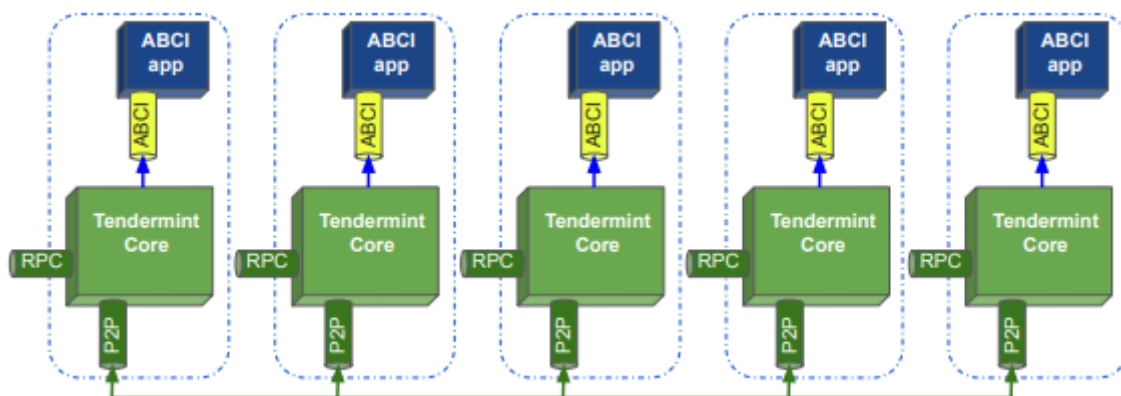 ABCI
app
ABCI
app
ABCI
app
ABCI
app
ABCI
app
ABCI
ABCI
ABCI
ABCI
ABCI
Tendermint
Core
Tendermint
Core
Tendermint
Core
Tendermint
Core
Tendermint
Core
RPC
RPC
RPC
RPC
RPC
P2P
P2P
P2P
P2P
P2P